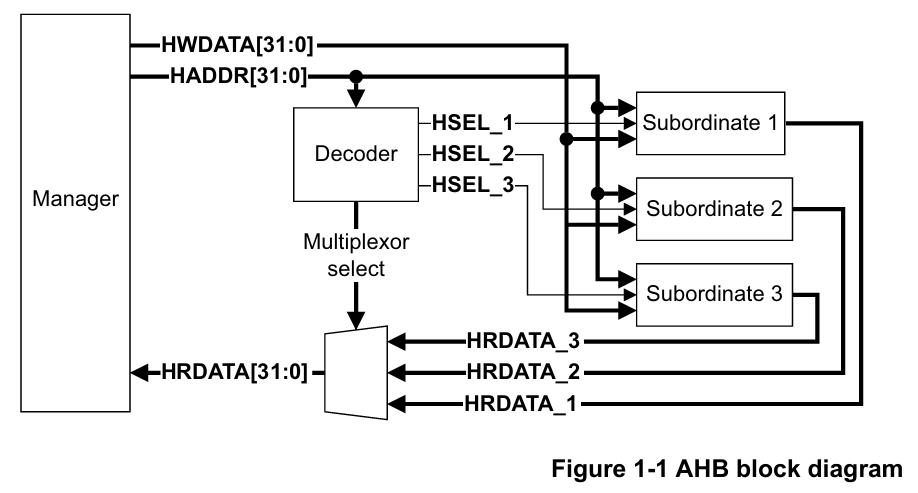 HWDATA[31:0]
HADDR[31:0]
HSEL_1
Subordinate 1
Decoder
HSEL_2
HSEL_3
Manager
Subordinate 2
Multiplexor
select
Subordinate 3
HRDATA_3
HRDATA[31:0]
HRDATA_2
HRDATA_1
Figure 1-1 AHB block diagram